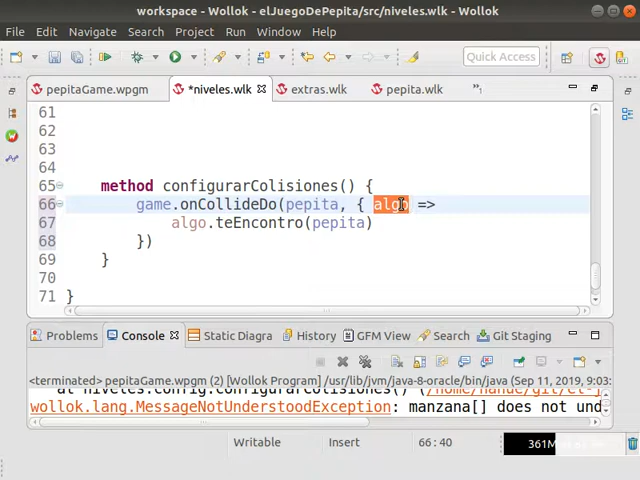 workspace - Wollok - elJuegoDePepita/src/niveles.wlk - Wollok
File Edit Navigate Search Project Run Window Help
Quick Access
pepitaGame.wpgm *niveles.wlk extras.wlk pepita.wlk »1
61
62
63
64
65 method configurarColisiones() {
66 game.onCollideDo(pepita, { algo =>
67 algo.teEncontro(pepita)
68 })
69 }
70
71 }
Problems Console Static Diagra History GFM View Search Git Staging
<terminated> pepitaGame.wpgm (2) [Wollok Program] /usr/lib/jvm/java-8-oracle/bin/java (Sep 11, 2019, 9:03:
wollok.lang.MessageNotUnderstoodException: manzana[] does not und
Writable Insert 66:40 361M